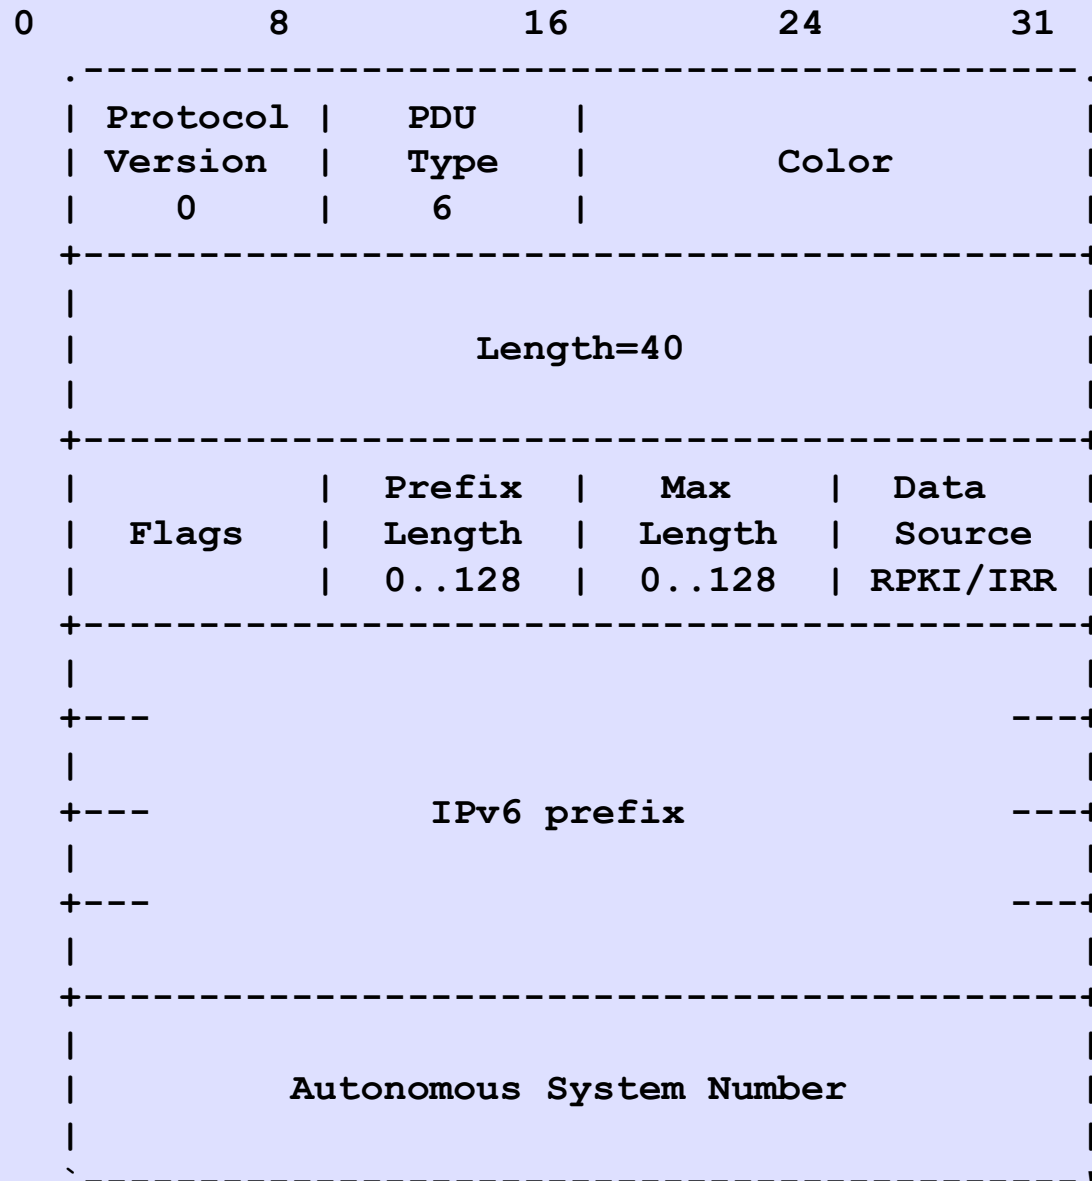 0 8 16 24 31
.-------------------------------------------.
| Protocol | PDU | |
| Version | Type | Color |
| 0 | 6 | |
+-------------------------------------------+
| |
| Length=40 |
| |
+-------------------------------------------+
| | Prefix | Max | Data |
| Flags | Length | Length | Source |
| | 0..128 | 0..128 | RPKI/IRR |
+-------------------------------------------+
| |
+--- ---+
| |
+--- IPv6 prefix ---+
| |
+--- ---+
| |
+-------------------------------------------+
| |
| Autonomous System Number |
| |
`-------------------------------------------'